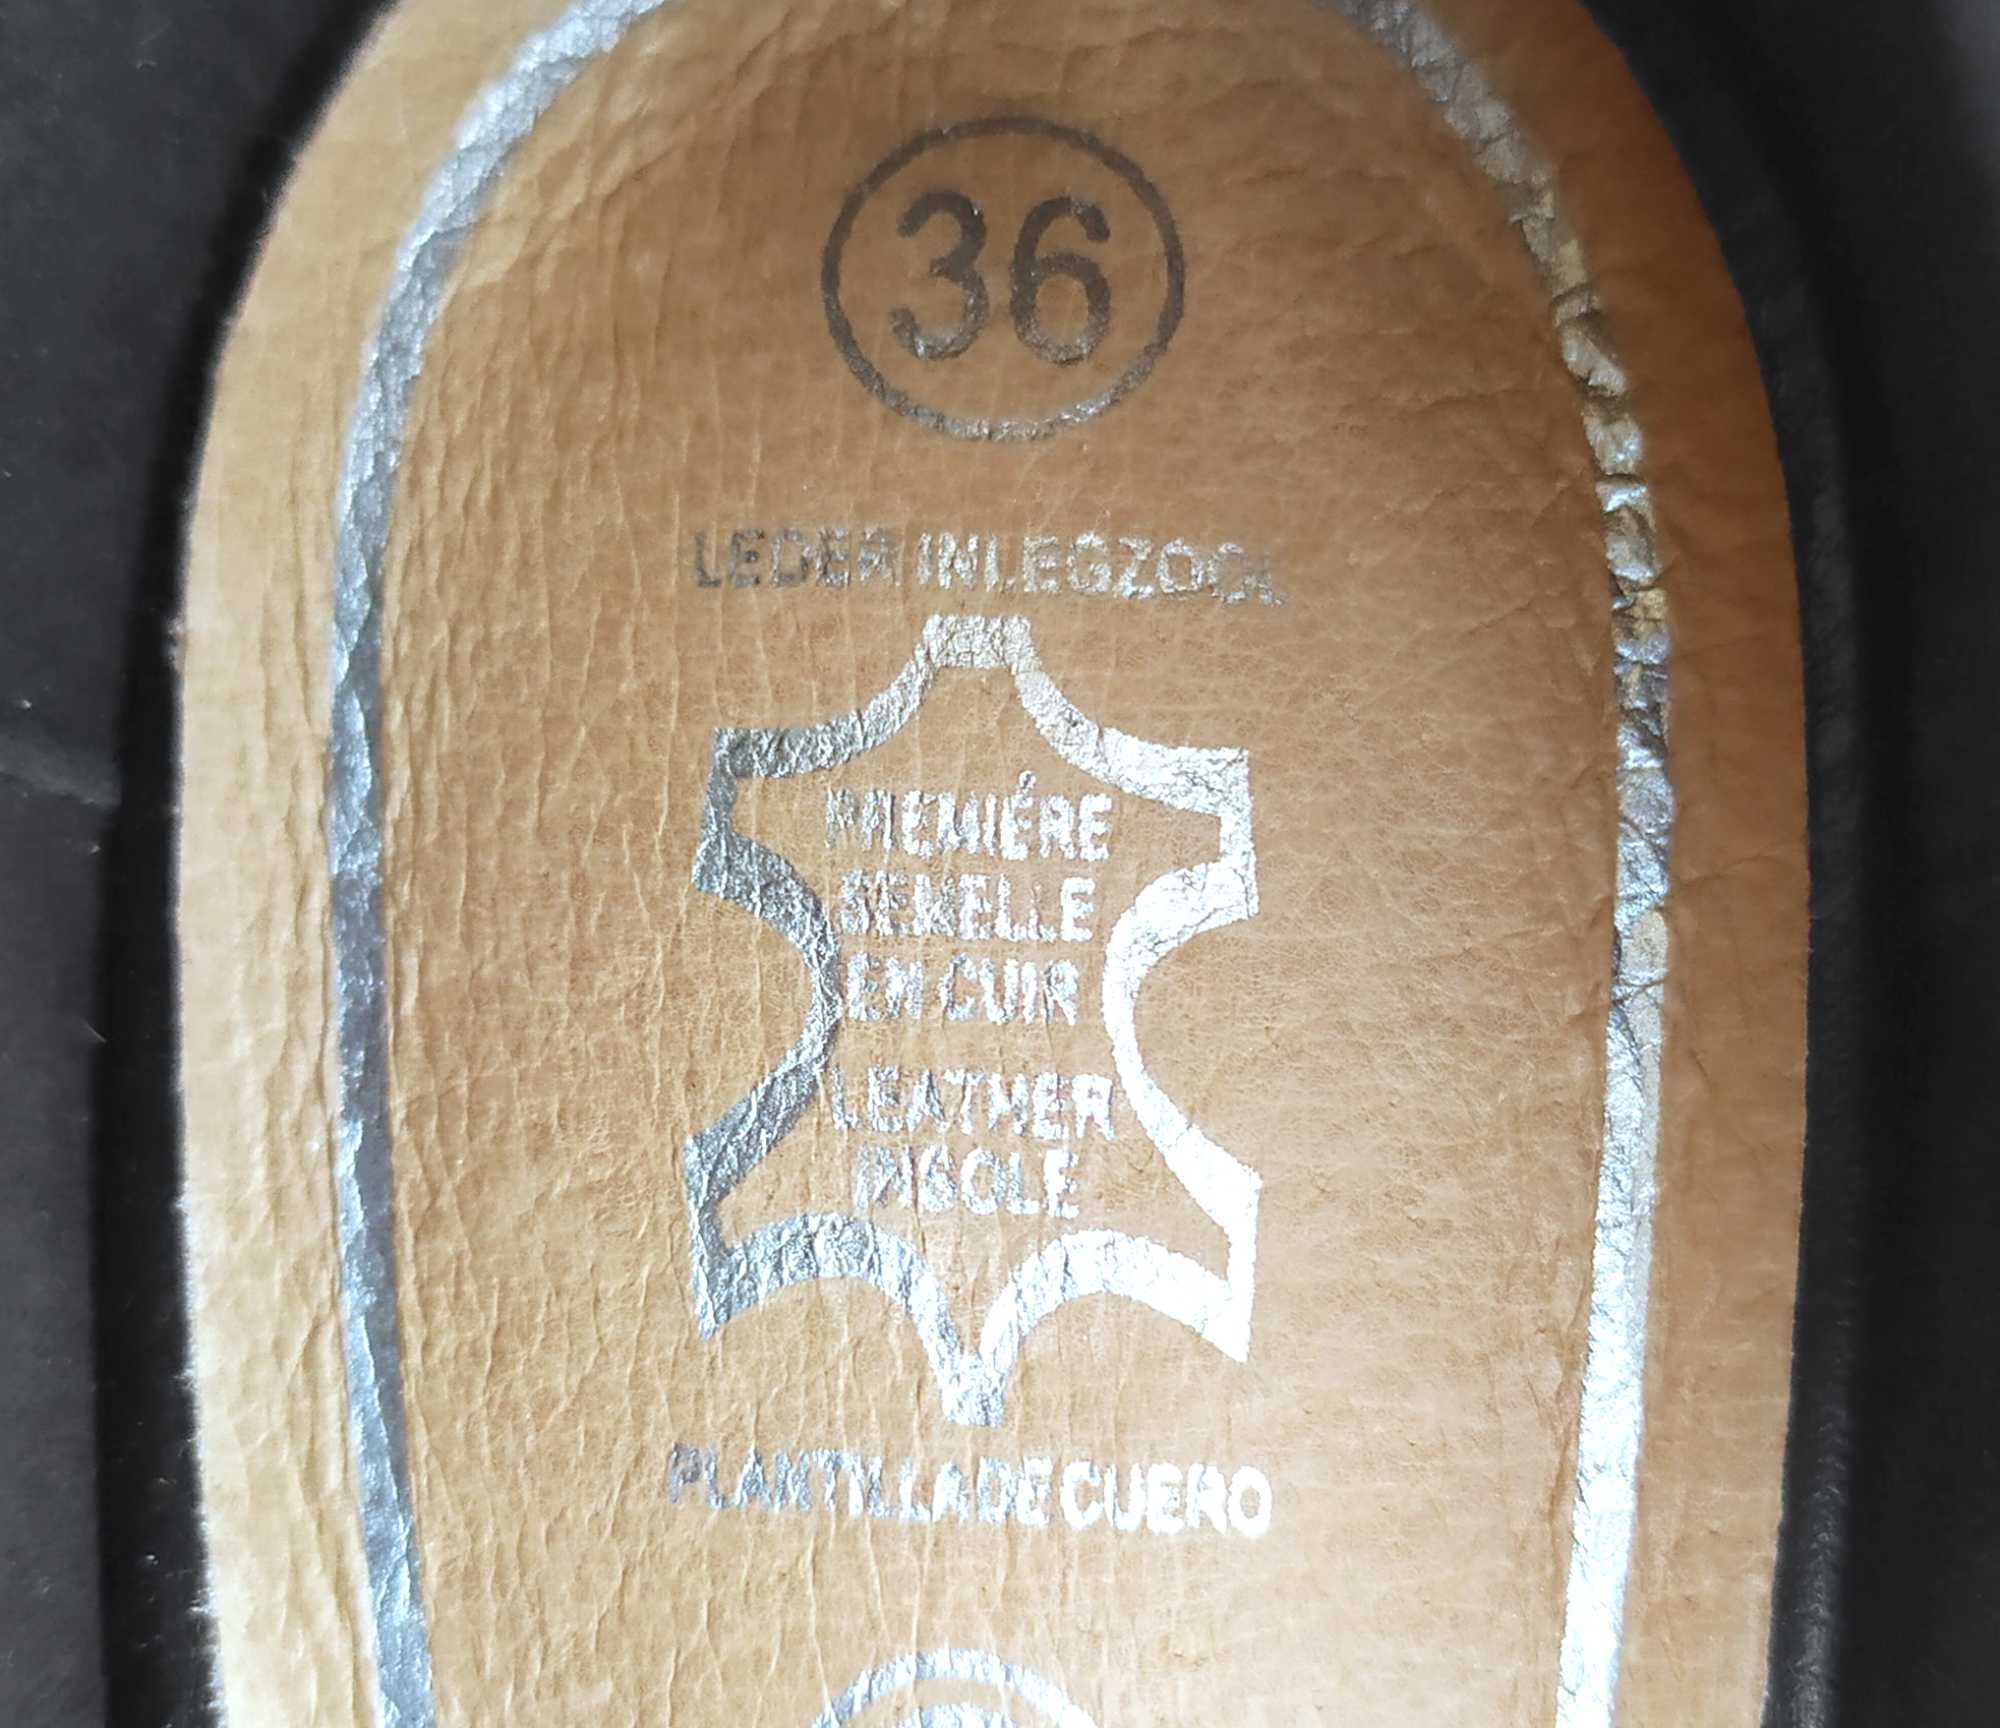 36
LEDER INLEGZOOL
PREMIÉRE
SEMELLE
EN CUIR
LEATHER
INSOLE
PLANTILLA DE CUERO